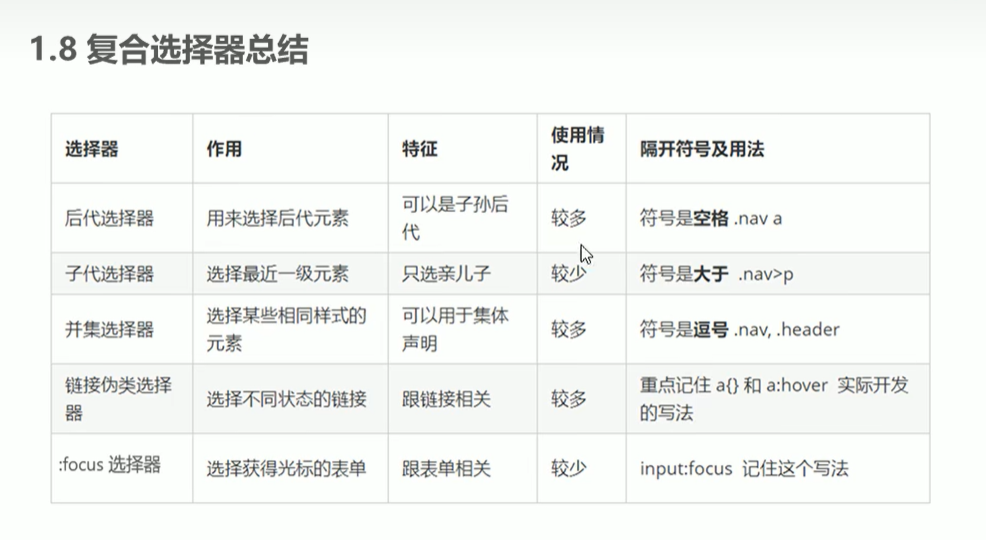 1.8 复合选择器总结
选择器 作用 特征 使用情况 隔开符号及用法
后代选择器 用来选择后代元素 可以是子孙后代 较多 符号是空格 .nav a
子代选择器 选择最近一级元素 只选亲儿子 较少 符号是大于 .nav>p
并集选择器 选择某些相同样式的元素 可以用于集体声明 较多 符号是逗号 .nav, .header
链接伪类选择器 选择不同状态的链接 跟链接相关 较多 重点记住 a{} 和 a:hover 实际开发的写法
:focus 选择器 选择获得光标的表单 跟表单相关 较少 input:focus 记住这个写法